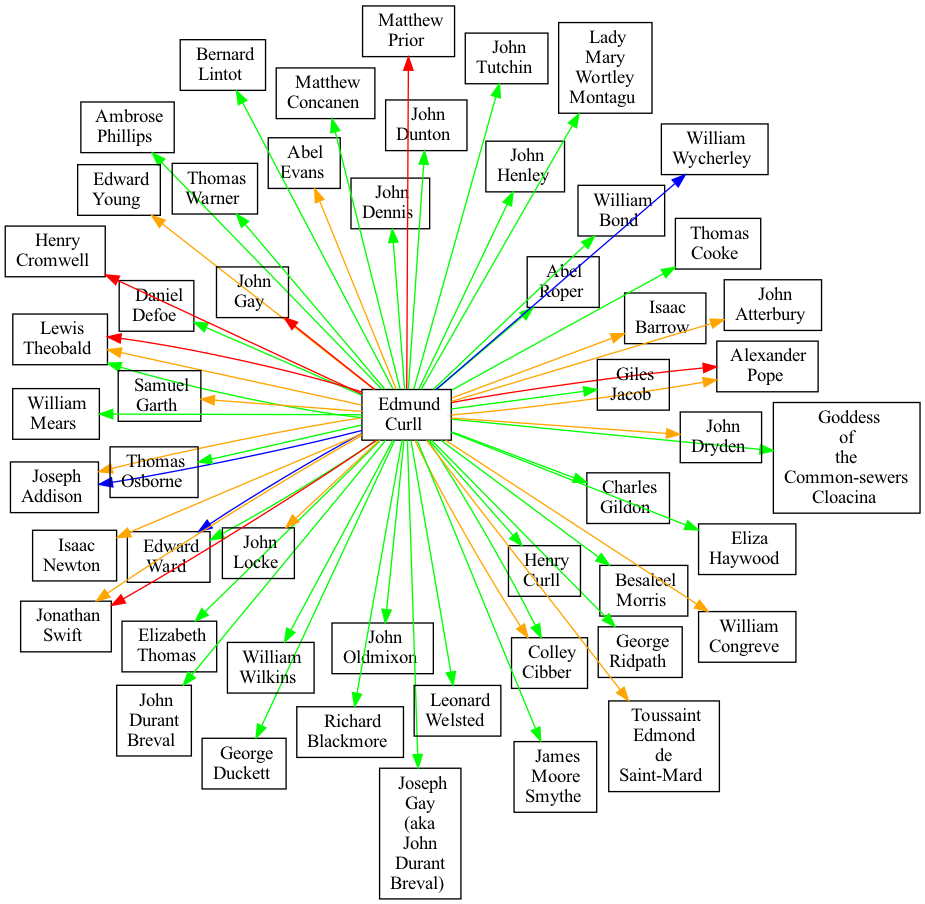 Matthew
Prior
John
Tutchin
Lady
Mary
Wortley
Montagu
Bernard
Lintot
Matthew
Concanen
John
Dunton
Ambrose
Phillips
Abel
Evans
John
Henley
William
Wycherley
Edward
Young
Thomas
Warner
John
Dennis
William
Bond
Henry
Cromwell
Thomas
Cooke
John
Gay
Abel
Roper
Daniel
Defoe
Isaac
Barrow
John
Atterbury
Lewis
Theobald
Alexander
Pope
Samuel
Garth
Giles
Jacob
William
Mears
Edmund
Curll
John
Dryden
Goddess
of
the
Common-sewers
Cloacina
Joseph
Addison
Thomas
Osborne
Charles
Gildon
Isaac
Newton
Edward
Ward
John
Locke
Eliza
Haywood
Henry
Curll
Besaleel
Morris
Jonathan
Swift
Elizabeth
Thomas
William
Wilkins
John
Oldmixon
Colley
Cibber
George
Ridpath
William
Congreve
John
Durant
Breval
George
Duckett
Richard
Blackmore
Leonard
Welsted
Toussaint
Edmond
de
Saint-Mard
James
Moore
Smythe
Joseph
Gay
(aka
John
Durant
Breval)